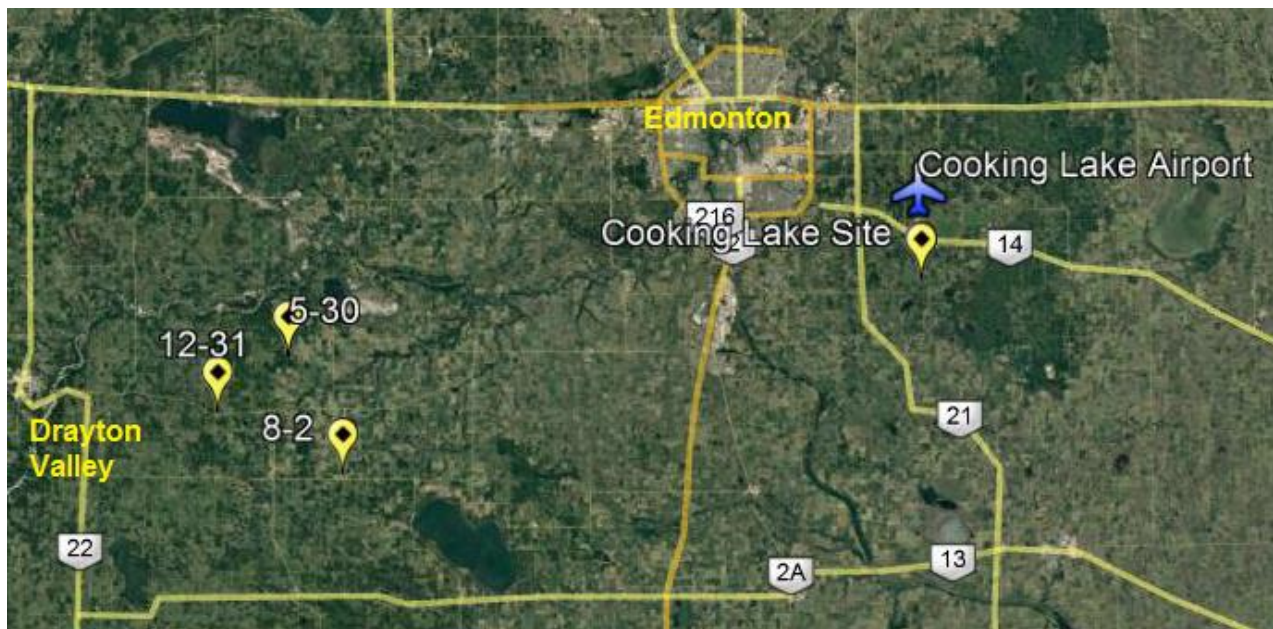 Edmonton
Cooking Lake Airport
216
Cooking Lake Site
2
14
5-30
12-31
8-2
21
Drayton
Valley
22
13
2A